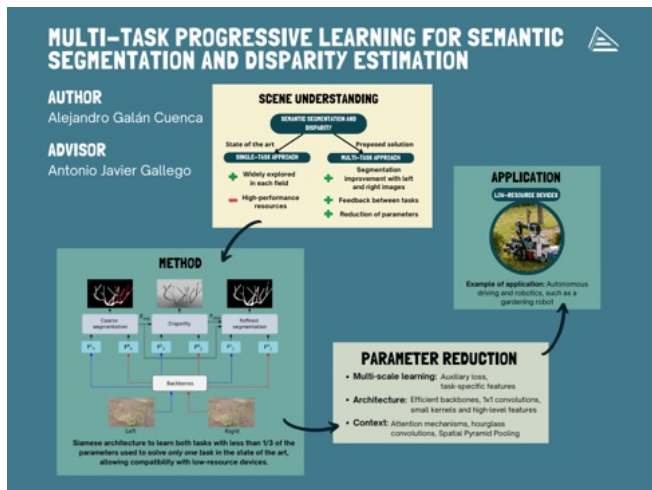 MULTI-TASK PROGRESSIVE LEARNING FOR SEMANTIC
SEGMENTATION AND DISPARITY ESTIMATION
AUTHOR
Alejandro Galán Cuenca
ADVISOR
Antonio Javier Gallego
SCENE UNDERSTANDING
SEMANTIC SEGMENTATION AND
DISPARITY
State of the art
Proposed solution
SINGLE-TASK APPROACH
MULTI-TASK APPROACH
Widely explored
in each field
High-performance
resources
Segmentation
improvement with left
and right images
Feedback between tasks
Reduction of parameters
METHOD
Coarse
segmentation
Disparity
Refined
segmentation
Backbones
Left
Right
Siamese architecture to learn both tasks with less than 1/3 of the
parameters used to solve only one task in the state of the art,
allowing compatibility with low-resource devices.
PARAMETER REDUCTION
• Multi-scale learning: Auxiliary loss,
task-specific features
• Architecture: Efficient backbones, 1x1 convolutions,
small kernels and high-level features
• Context: Attention mechanisms, hourglass
convolutions, Spatial Pyramid Pooling
APPLICATION
LOW-RESOURCE DEVICES
Example of application: Autonomous
driving and robotics, such as a
gardening robot